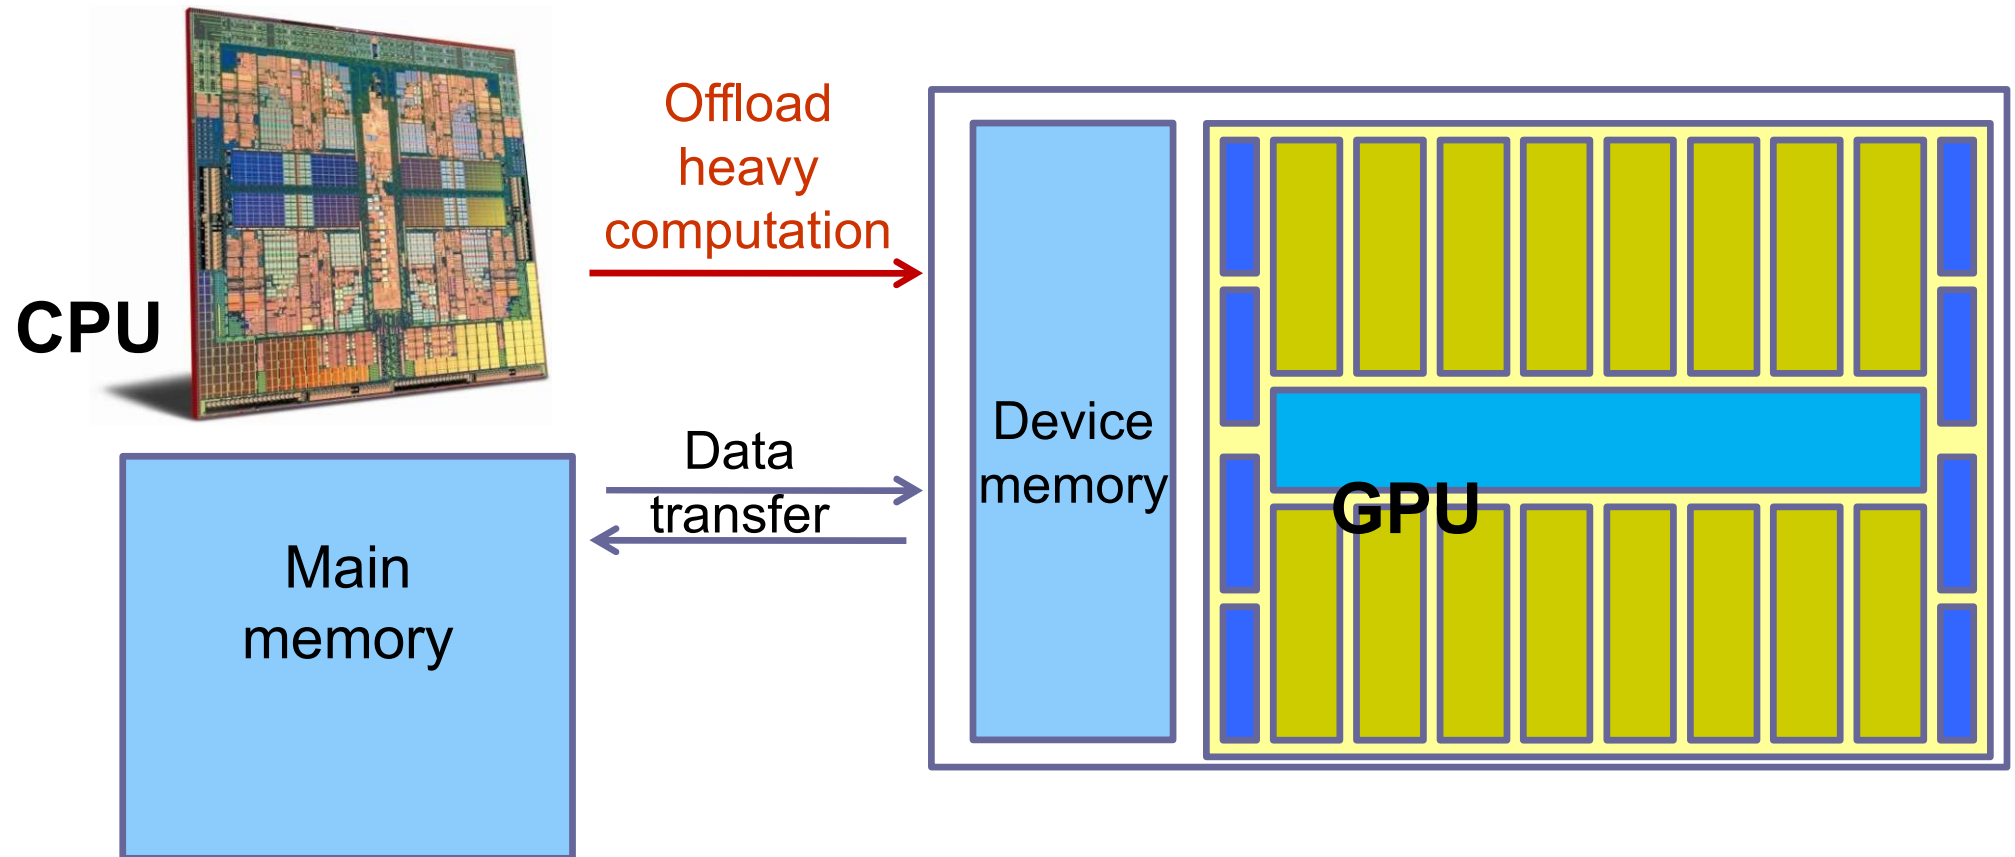 CPU
Offload
heavy
computation
Data
transfer
Main
memory
Device
memory
GPU